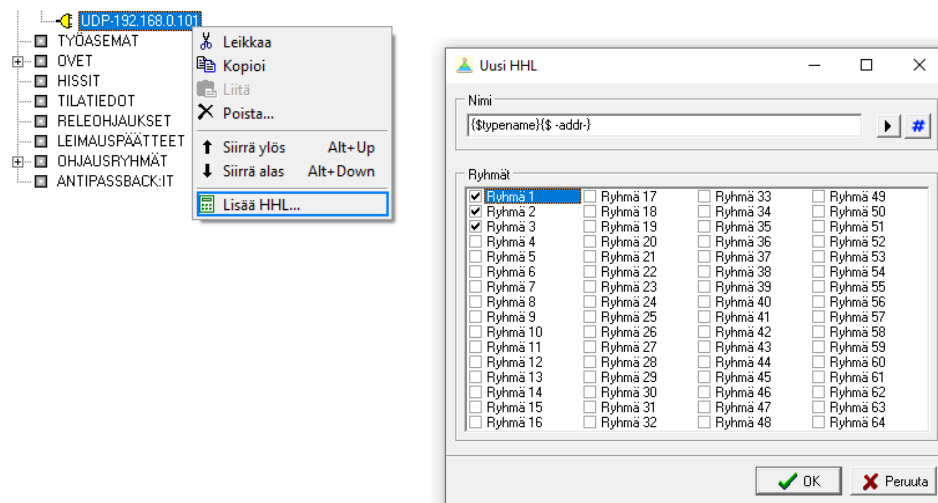 UDP-192.168.0.101
TYÖASEMAT
OVET
HISSIT
TILATIEDOT
RELEOHJAUKSET
LEIMAUSPÄÄTTEET
OHJAUSRYHMÄT
ANTIPASSBACK:IT
Leikkaa
Kopioi
Liitä
Poista...
Siirrä ylös Alt+Up
Siirrä alas Alt+Down
Lisää HHL...
Uusi HHL
Nimi
{$typename}{$ -addr-}
#
Ryhmät
Ryhmä 1 Ryhmä 17 Ryhmä 33 Ryhmä 49
Ryhmä 2 Ryhmä 18 Ryhmä 34 Ryhmä 50
Ryhmä 3 Ryhmä 19 Ryhmä 35 Ryhmä 51
Ryhmä 4 Ryhmä 20 Ryhmä 36 Ryhmä 52
Ryhmä 5 Ryhmä 21 Ryhmä 37 Ryhmä 53
Ryhmä 6 Ryhmä 22 Ryhmä 38 Ryhmä 54
Ryhmä 7 Ryhmä 23 Ryhmä 39 Ryhmä 55
Ryhmä 8 Ryhmä 24 Ryhmä 40 Ryhmä 56
Ryhmä 9 Ryhmä 25 Ryhmä 41 Ryhmä 57
Ryhmä 10 Ryhmä 26 Ryhmä 42 Ryhmä 58
Ryhmä 11 Ryhmä 27 Ryhmä 43 Ryhmä 59
Ryhmä 12 Ryhmä 28 Ryhmä 44 Ryhmä 60
Ryhmä 13 Ryhmä 29 Ryhmä 45 Ryhmä 61
Ryhmä 14 Ryhmä 30 Ryhmä 46 Ryhmä 62
Ryhmä 15 Ryhmä 31 Ryhmä 47 Ryhmä 63
Ryhmä 16 Ryhmä 32 Ryhmä 48 Ryhmä 64
OK Peruuta